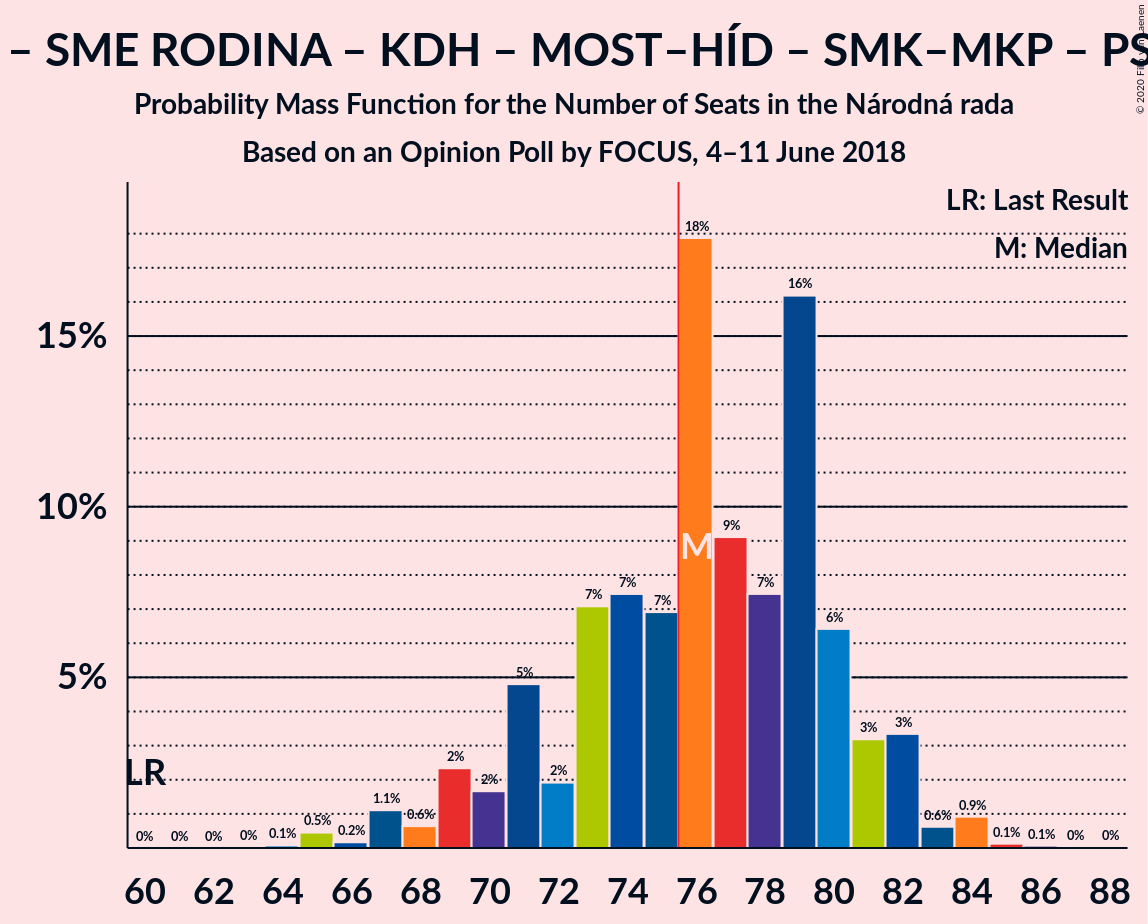 – SME RODINA – KDH – MOST–HÍD – SMK–MKP – PS
Probability Mass Function for the Number of Seats in the Národná rada
Based on an Opinion Poll by FOCUS, 4–11 June 2018
© 2020 Filip van Laenen
LR: Last Result
M: Median
18%
16%
15%
10%
9%
M
7% 7% 7% 7%
6%
5%
5%
3% 3%
LR
2% 2% 2%
1.1% 0.6% 0.6% 0.9%
0% 0% 0% 0% 0.1% 0.5% 0.2% 0.1% 0.1% 0% 0%
60 62 64 66 68 70 72 74 76 78 80 82 84 86 88